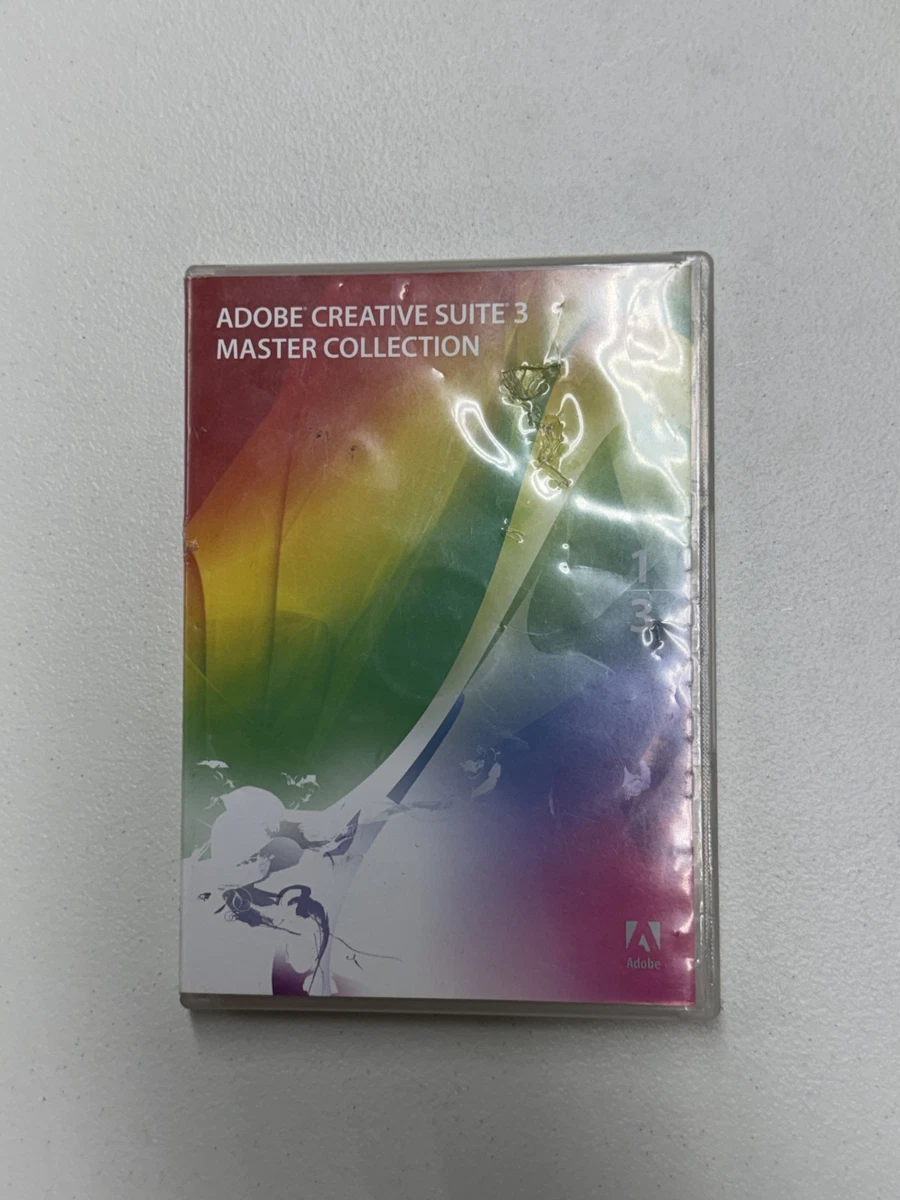 ADOBE® CREATIVE SUITE® 3
MASTER COLLECTION
1
3
Adobe